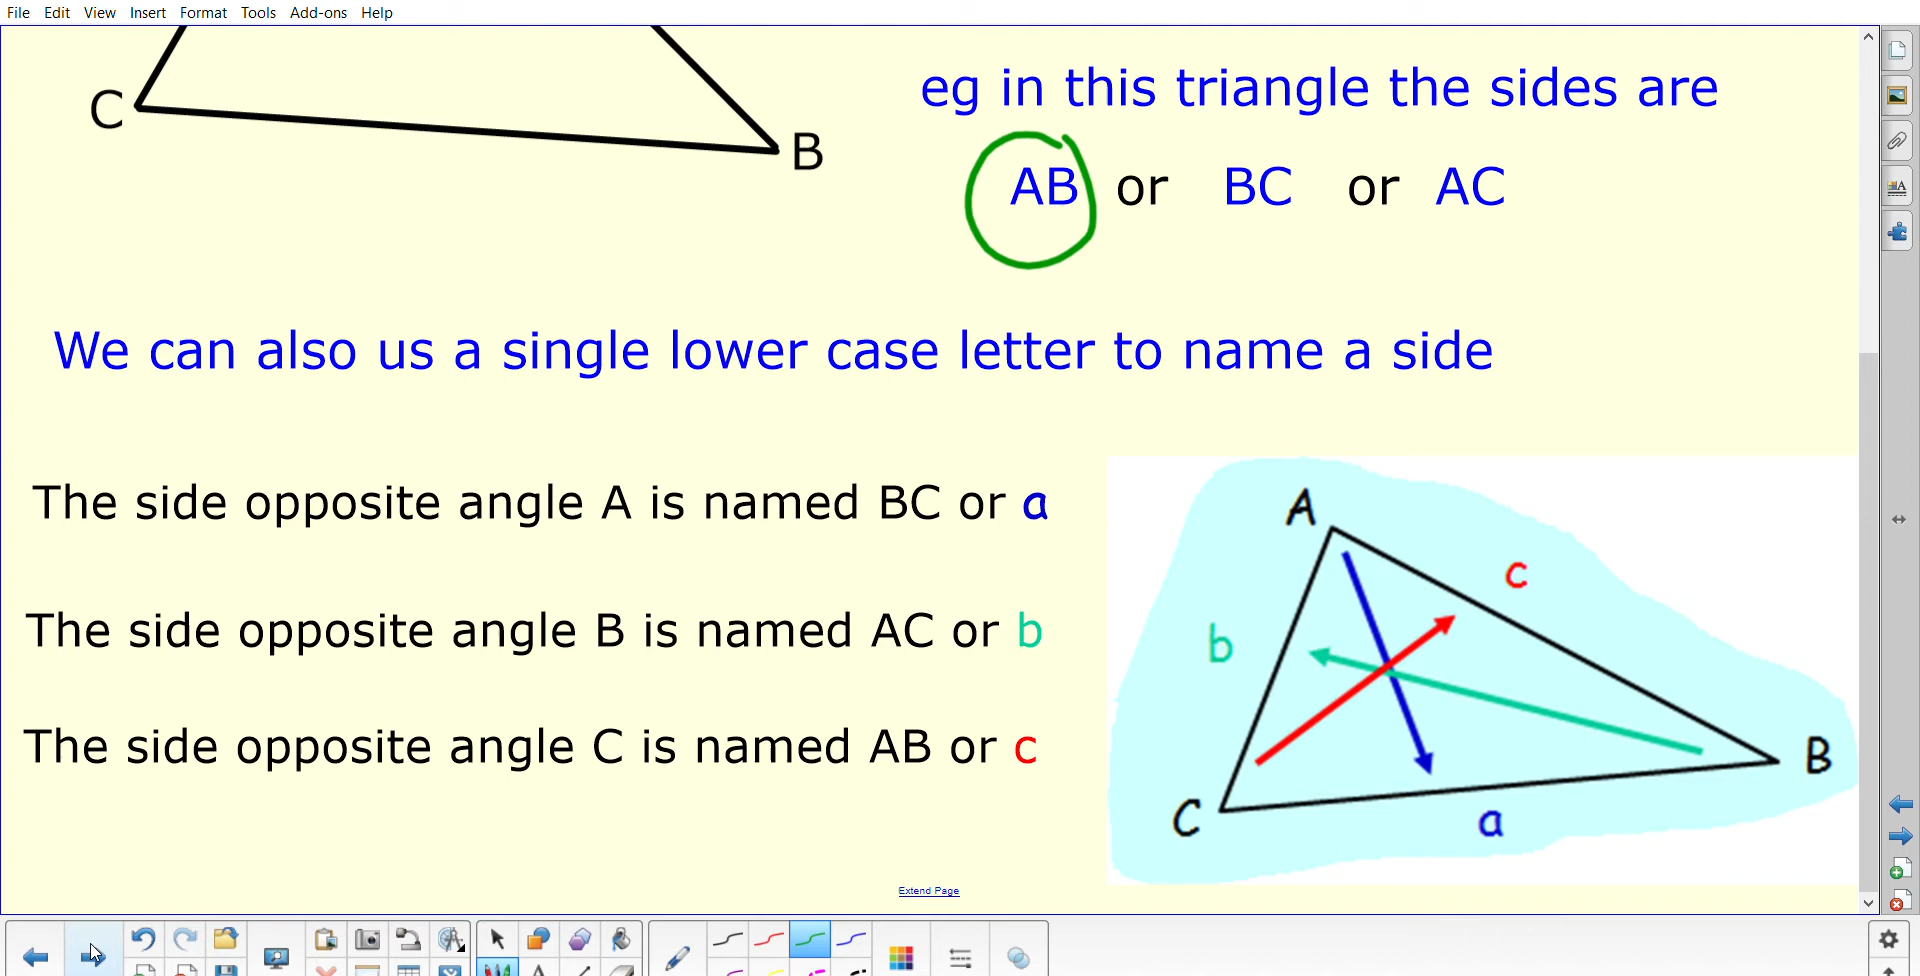 File Edit View Insert Format Tools Add-ons Help
eg in this triangle the sides are
C
B
AB or BC or AC
We can also us a single lower case letter to name a side
The side opposite angle A is named BC or a
The side opposite angle B is named AC or b
The side opposite angle C is named AB or c
A
c
b
B
C
a
Extend Page